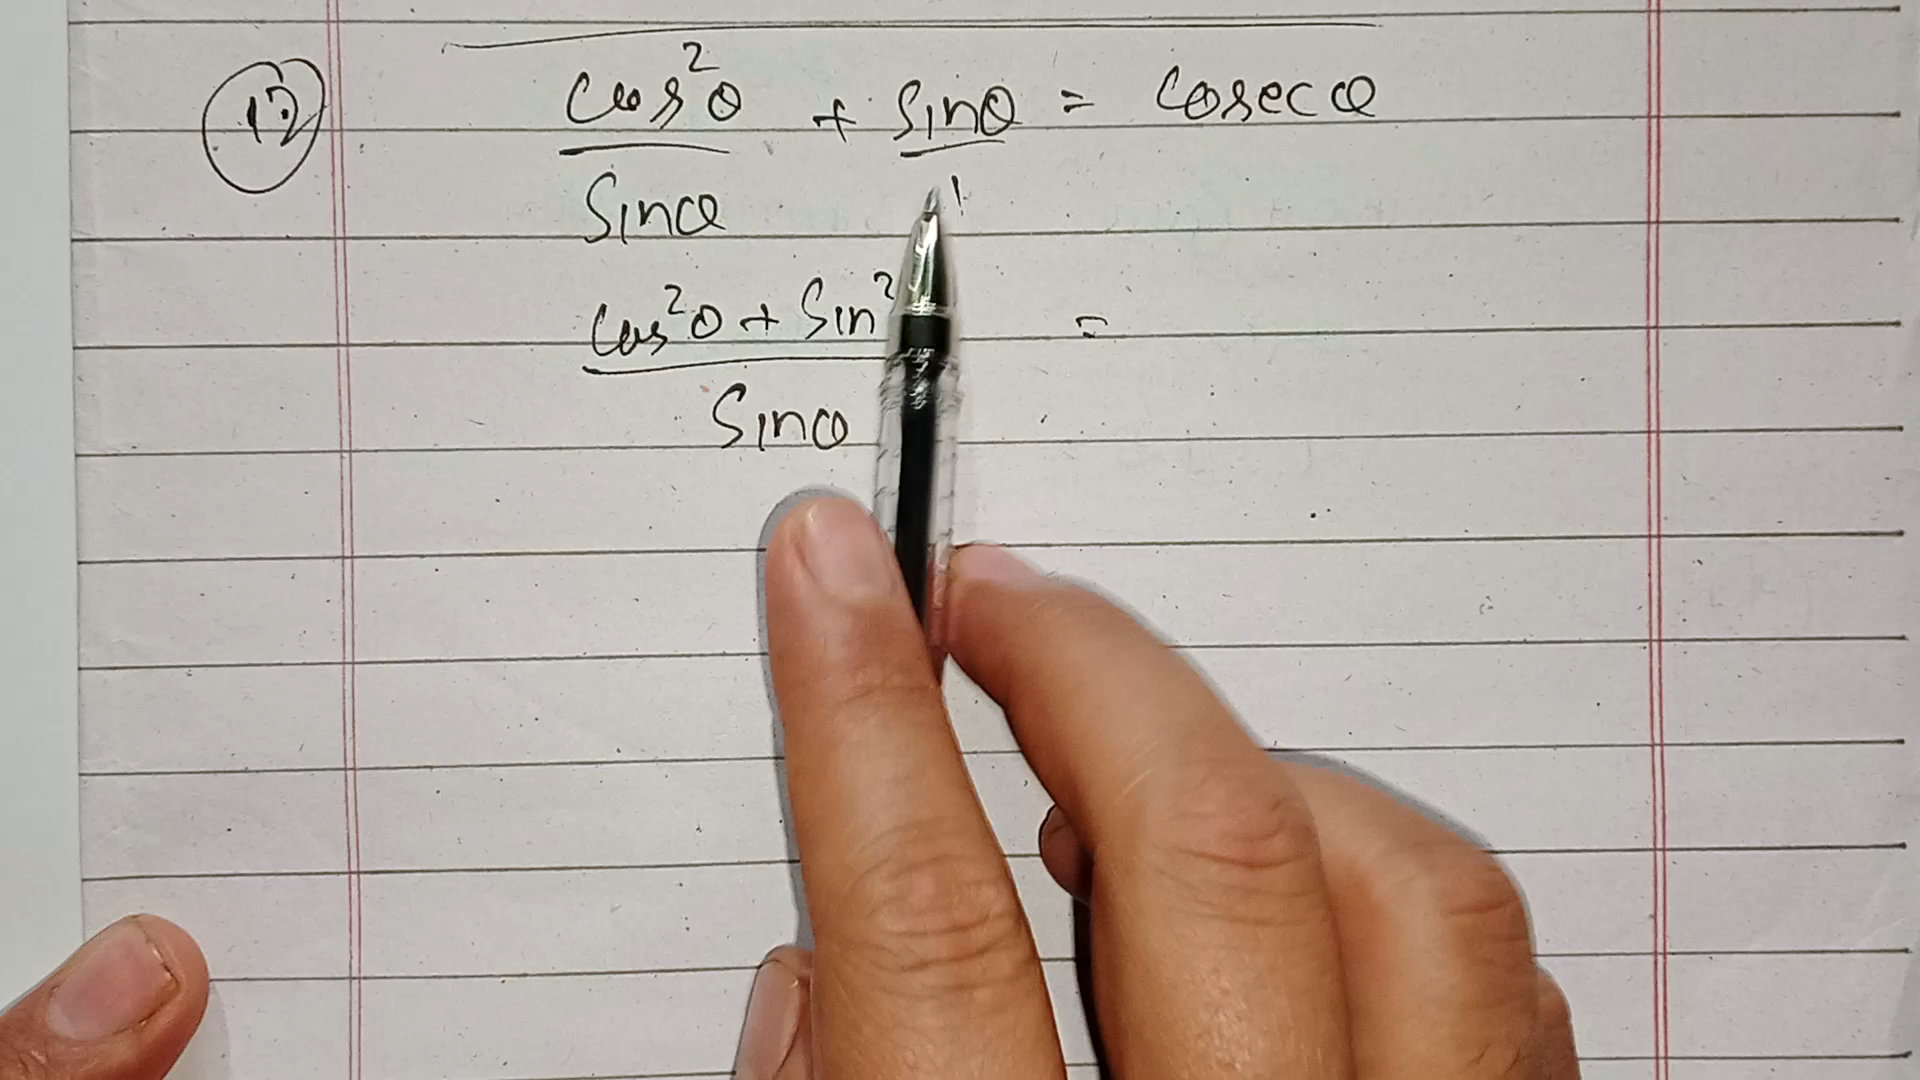 12 cos²θ/sinθ + sinθ/1 = cosecθ
cos²θ + sin²/sinθ =